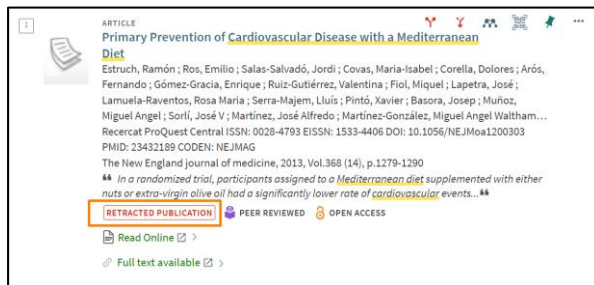 1
ARTICLE
Primary Prevention of Cardiovascular Disease with a Mediterranean
Diet
Estruch, Ramón ; Ros, Emilio ; Salas-Salvadó, Jordi ; Covas, Maria-Isabel ; Corella, Dolores ; Arós,
Fernando ; Gómez-Gracia, Enrique ; Ruiz-Gutiérrez, Valentina ; Fiol, Miquel ; Lapetra, José ;
Lamuela-Raventos, Rosa Maria ; Serra-Majem, Lluís ; Pintó, Xavier ; Basora, Josep ; Muñoz,
Miguel Angel ; Sorlí, José V ; Martínez, José Alfredo ; Martínez-González, Miguel Angel Waltham...
Recercat ProQuest Central ISSN: 0028-4793 EISSN: 1533-4406 DOI: 10.1056/NEJMoa1200303
PMID: 23432189 CODEN: NEJMAG
The New England journal of medicine, 2013, Vol.368 (14), p.1279-1290
In a randomized trial, participants assigned to a Mediterranean diet supplemented with either
nuts or extra-virgin olive oil had a significantly lower rate of cardiovascular events...
RETRACTED PUBLICATION PEER REVIEWED OPEN ACCESS
Read Online
Full text available